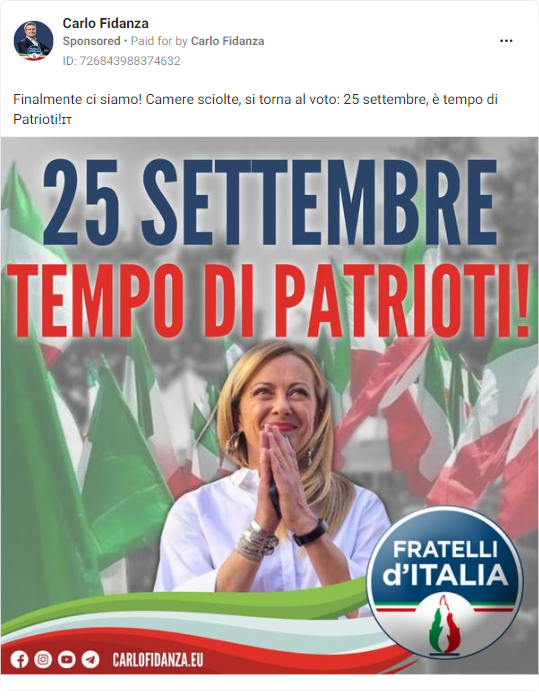 Carlo Fidanza
Sponsored • Paid for by Carlo Fidanza
ID: 726843988374632
Finalmente ci siamo! Camere sciolte, si torna al voto: 25 settembre, è tempo di
Patrioti!🇮🇹
25 SETTEMBRE
TEMPO DI PATRIOTI!
FRATELLI
d'ITALIA
CARLOFIDANZA.EU